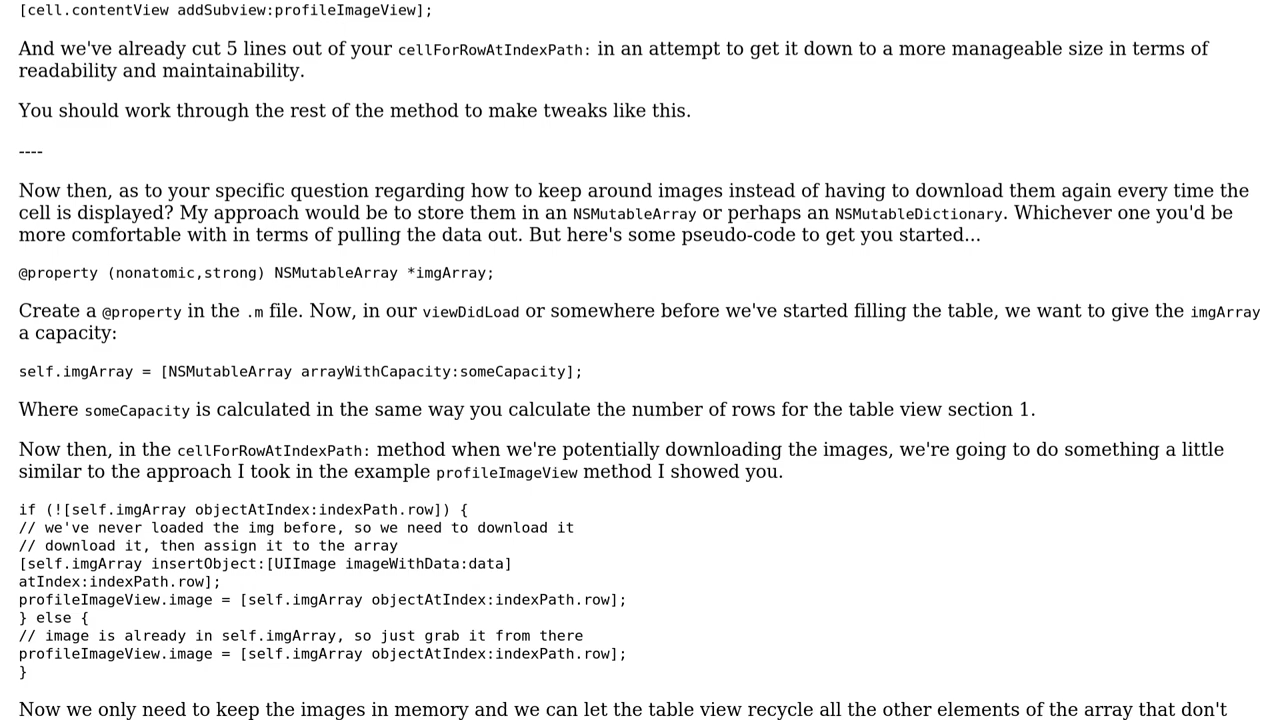 [cell.contentView addSubview:profileImageView];
And we've already cut 5 lines out of your cellForRowAtIndexPath: in an attempt to get it down to a more manageable size in terms of
readability and maintainability.
You should work through the rest of the method to make tweaks like this.
----
Now then, as to your specific question regarding how to keep around images instead of having to download them again every time the
cell is displayed? My approach would be to store them in an NSMutableArray or perhaps an NSMutableDictionary. Whichever one you'd be
more comfortable with in terms of pulling the data out. But here's some pseudo-code to get you started...
@property (nonatomic,strong) NSMutableArray *imgArray;
Create a @property in the .m file. Now, in our viewDidLoad or somewhere before we've started filling the table, we want to give the imgArray
a capacity:
self.imgArray = [NSMutableArray arrayWithCapacity:someCapacity];
Where someCapacity is calculated in the same way you calculate the number of rows for the table view section 1.
Now then, in the cellForRowAtIndexPath: method when we're potentially downloading the images, we're going to do something a little
similar to the approach I took in the example profileImageView method I showed you.
if (![self.imgArray objectAtIndex:indexPath.row]) {
// we've never loaded the img before, so we need to download it
// download it, then assign it to the array
[self.imgArray insertObject:[UIImage imageWithData:data]
atIndex:indexPath.row];
profileImageView.image = [self.imgArray objectAtIndex:indexPath.row];
} else {
// image is already in self.imgArray, so just grab it from there
profileImageView.image = [self.imgArray objectAtIndex:indexPath.row];
}
Now we only need to keep the images in memory and we can let the table view recycle all the other elements of the array that don't